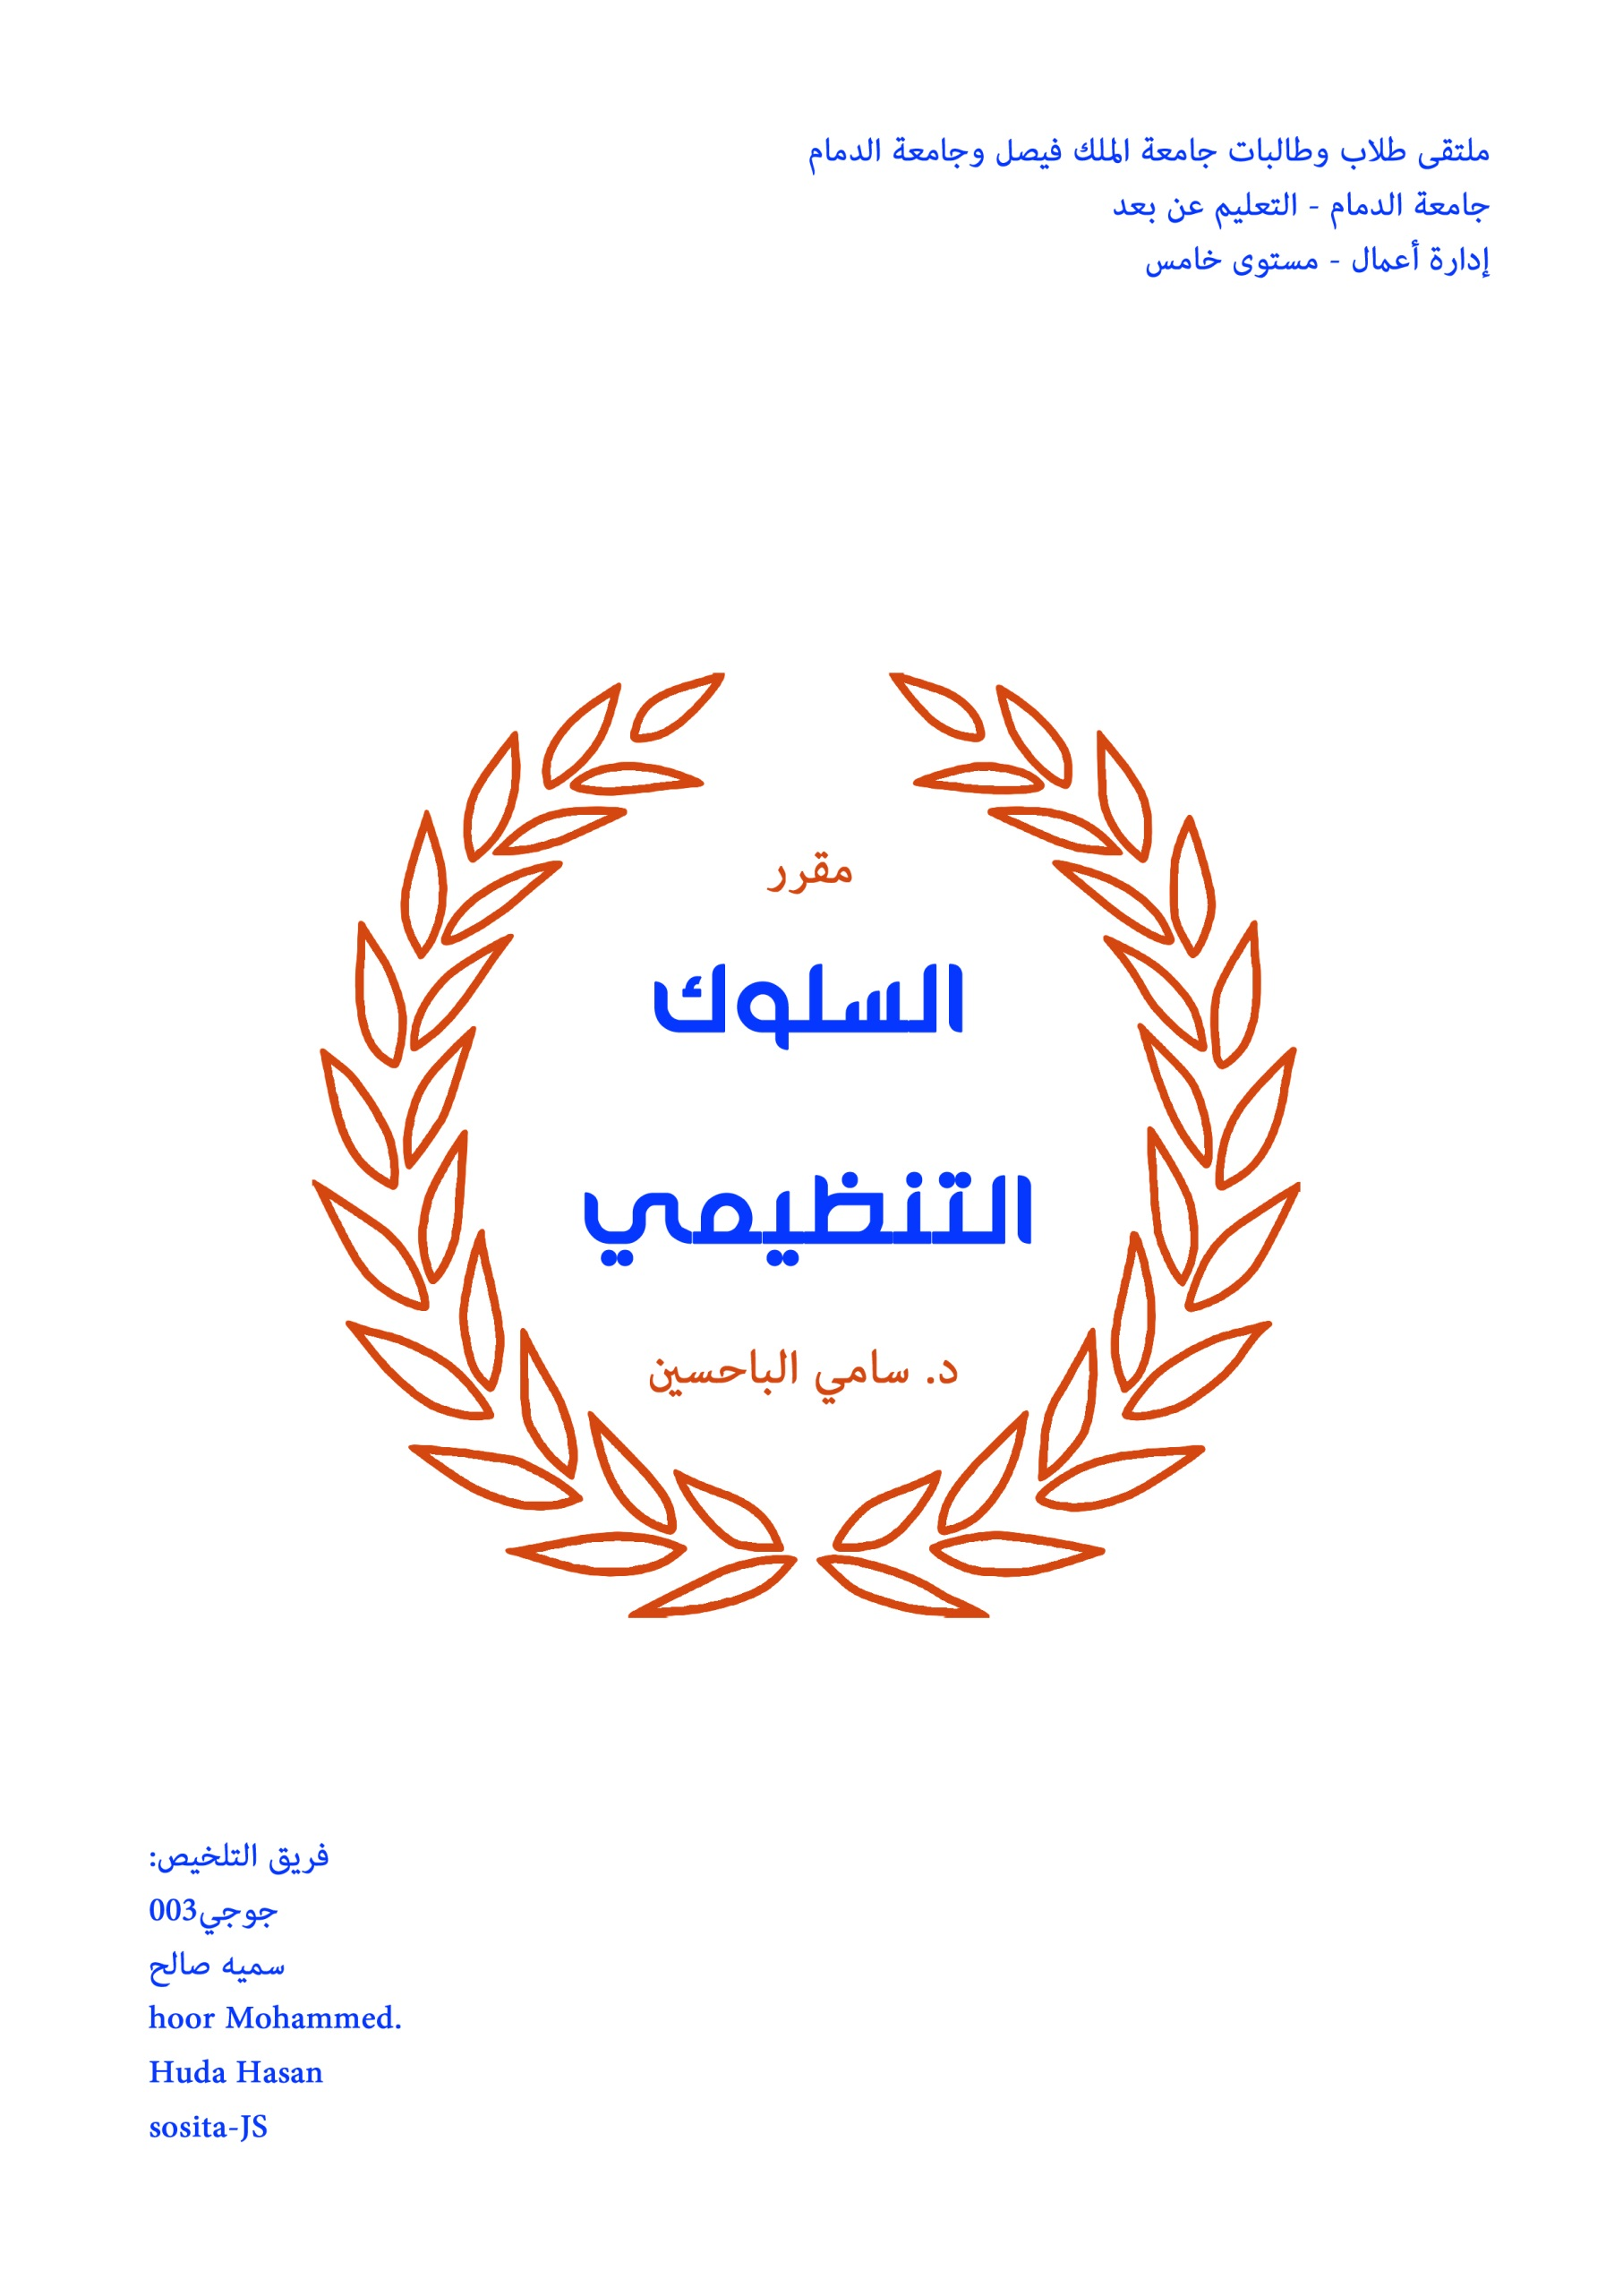 ملتقى طلاب وطالبات جامعة الملك فيصل وجامعة الدمام
جامعة الدمام - التعليم عن بعد
إدارة أعمال - مستوى خامس
مقرر
السلوك
التنظيمي
د. سامي الباحسين
فريق التلخيص:
جوجي003
سميه صالح
hoor Mohammed.
Huda Hasan
sosita-JS